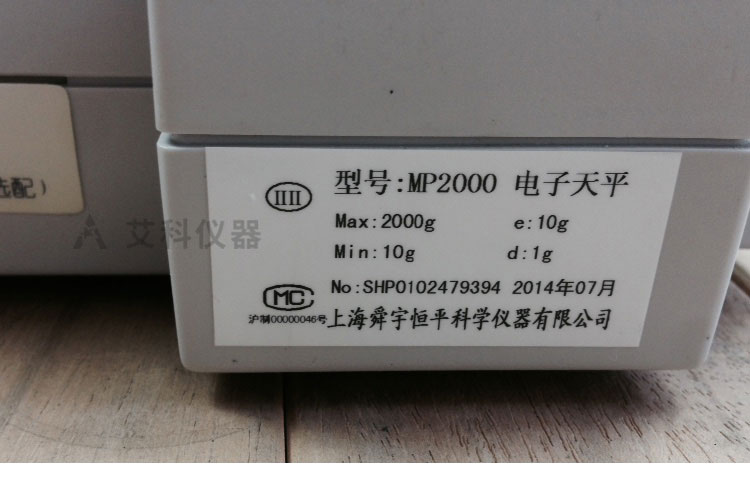 选配）
艾科仪器
IIII
型号:MP2000 电子天平
Max:2000g e:10g
Min:10g d:1g
No:SHP0102479394 2014年07月
MC
沪制00000046号
上海舜宇恒平科学仪器有限公司